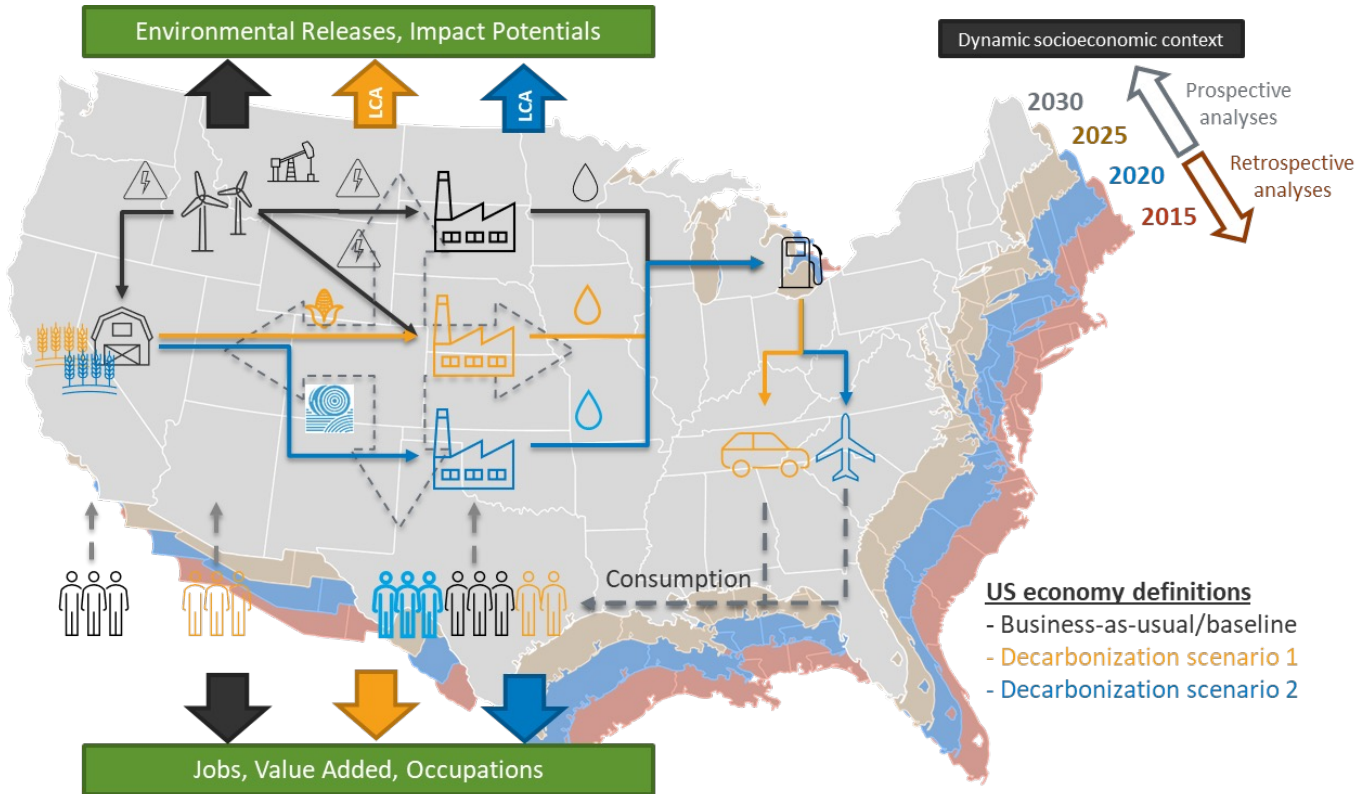 Environmental Releases, Impact Potentials
Dynamic socioeconomic context
LCA
LCA
2030
2025
2020
2015
Prospective
analyses
Retrospective
analyses
Consumption
US economy definitions
- Business-as-usual/baseline
- Decarbonization scenario 1
- Decarbonization scenario 2
Jobs, Value Added, Occupations